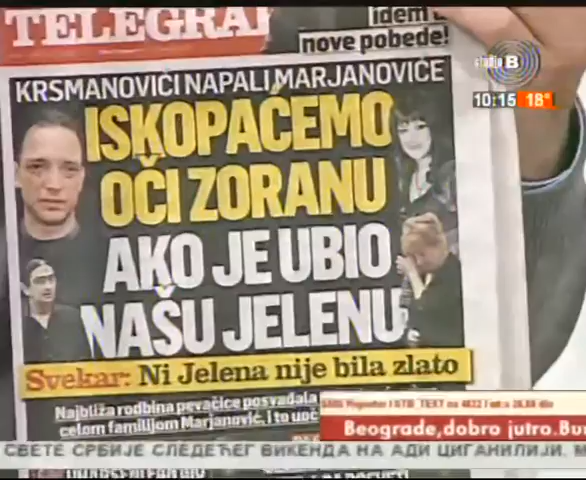 TELEGRAF
idem u
nove pobede!
studio B
10:15 18°
KRSMANOVIĆI NAPALI MARJANOVIĆE
ISKOPAĆEMO
OČI ZORANU
AKO JE UBIO
NAŠU JELENU
Svekar: Ni Jelena nije bila zlato
Najbliža rodbina pevačice posvađala
celom familijom Marjanović, i to uoč
Beograde,dobro jutro.
СВЕТЕ СРБИЈЕ СЛЕДЕЋЕГ ВИКЕНДА НА АДИ ЦИГАНЛИЈИ.